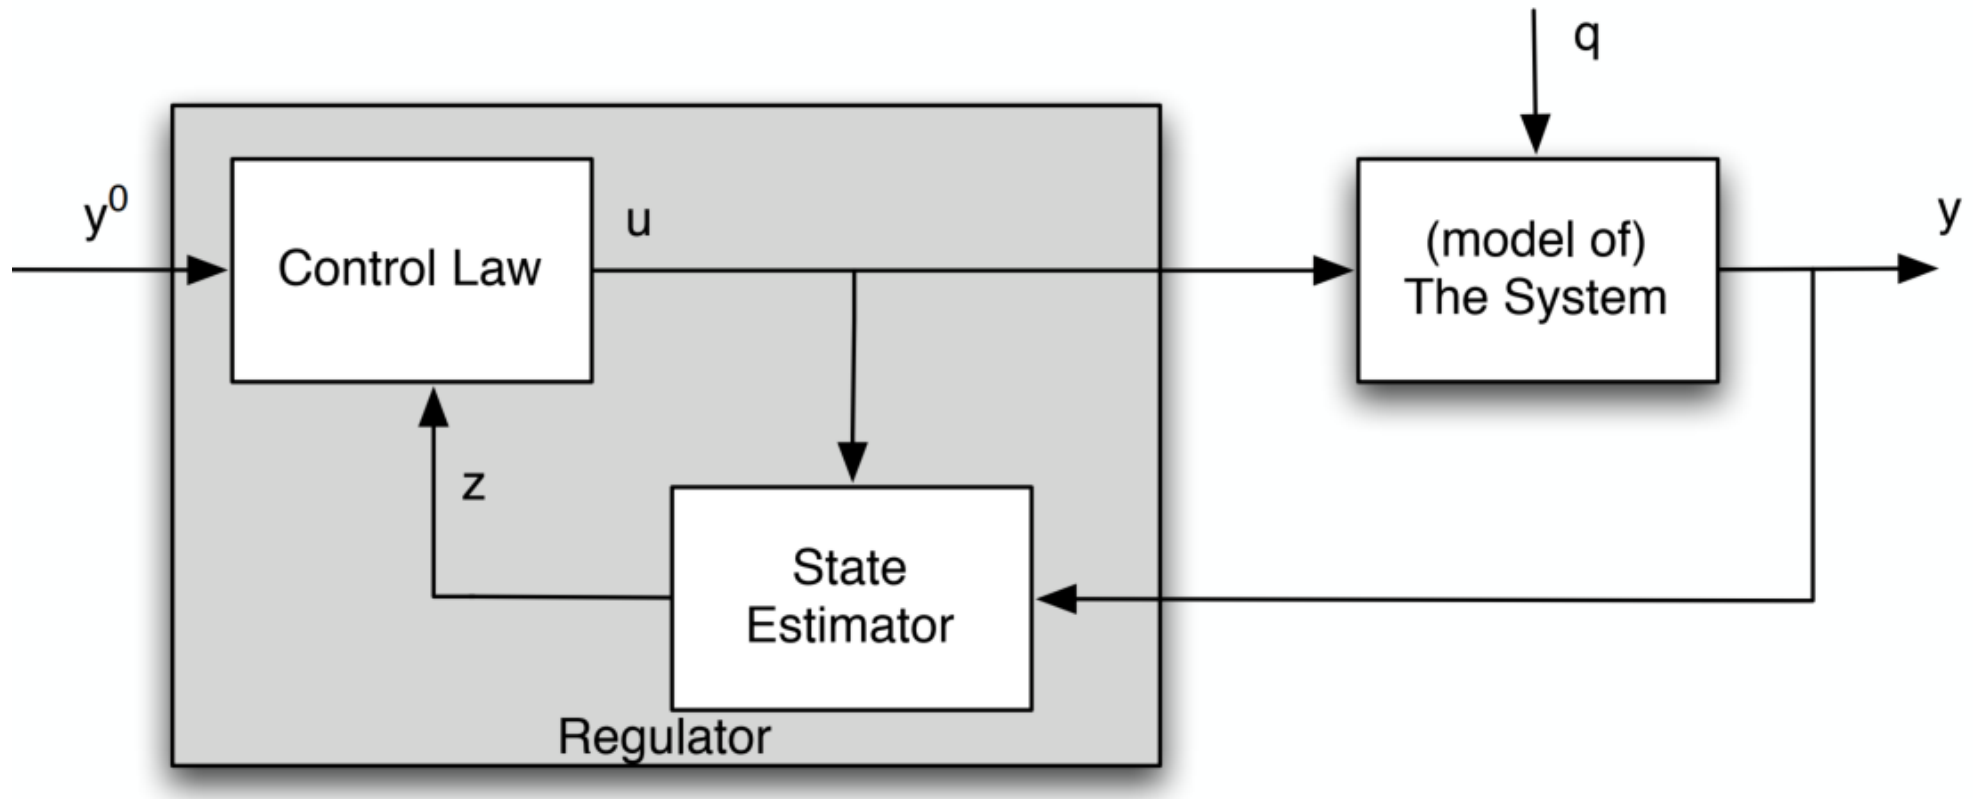 q
y⁰
u
Control Law
(model of)
The System
y
z
State
Estimator
Regulator